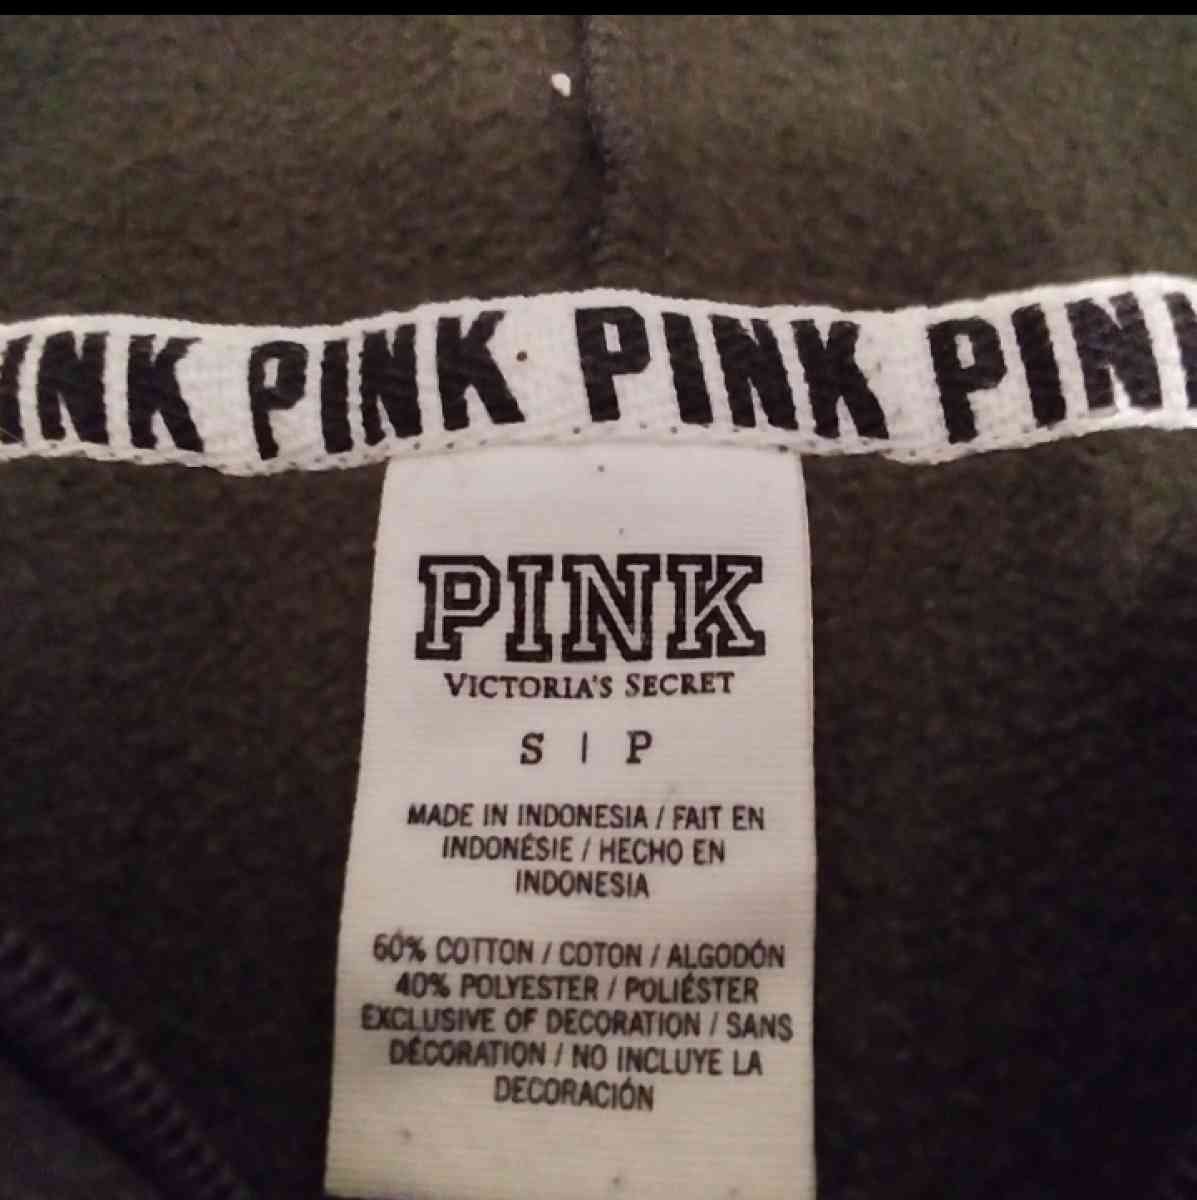 INK PINK PINK PIN
PINK
VICTORIA'S SECRET
S | P
MADE IN INDONESIA / FAIT EN
INDONÉSIE / HECHO EN
INDONESIA
60% COTTON / COTON / ALGODÓN
40% POLYESTER / POLIÉSTER
EXCLUSIVE OF DECORATION / SANS
DÉCORATION / NO INCLUYE LA
DECORACIÓN